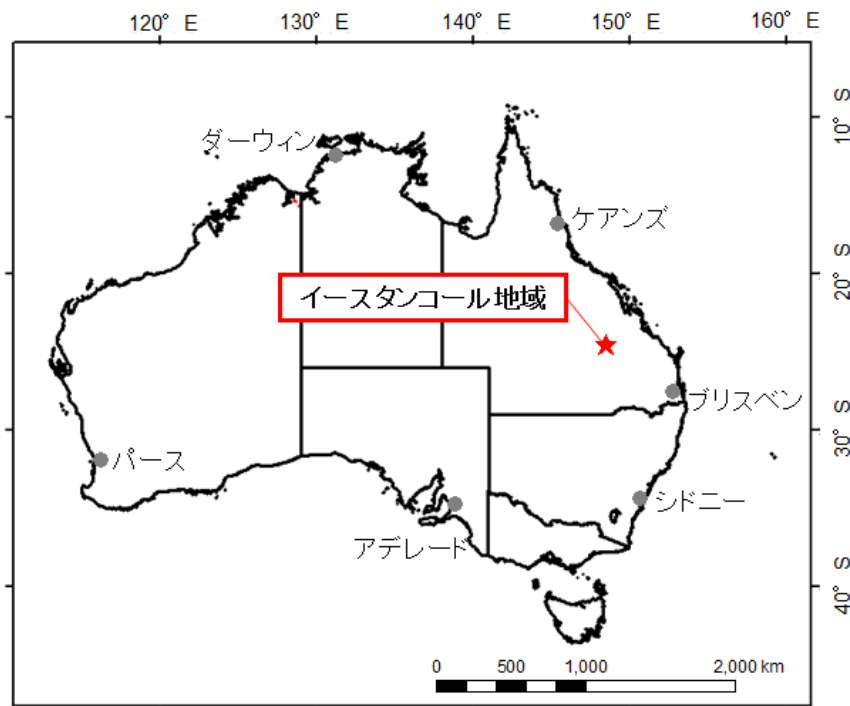 120° E 130° E 140° E 150° E 160° E
10° S
ダーウィン
ケアンズ
20° S
イースタンコール地域
ブリスベン
30° S
パース
シドニー
アデレード
40° S
0 500 1,000 2,000 km